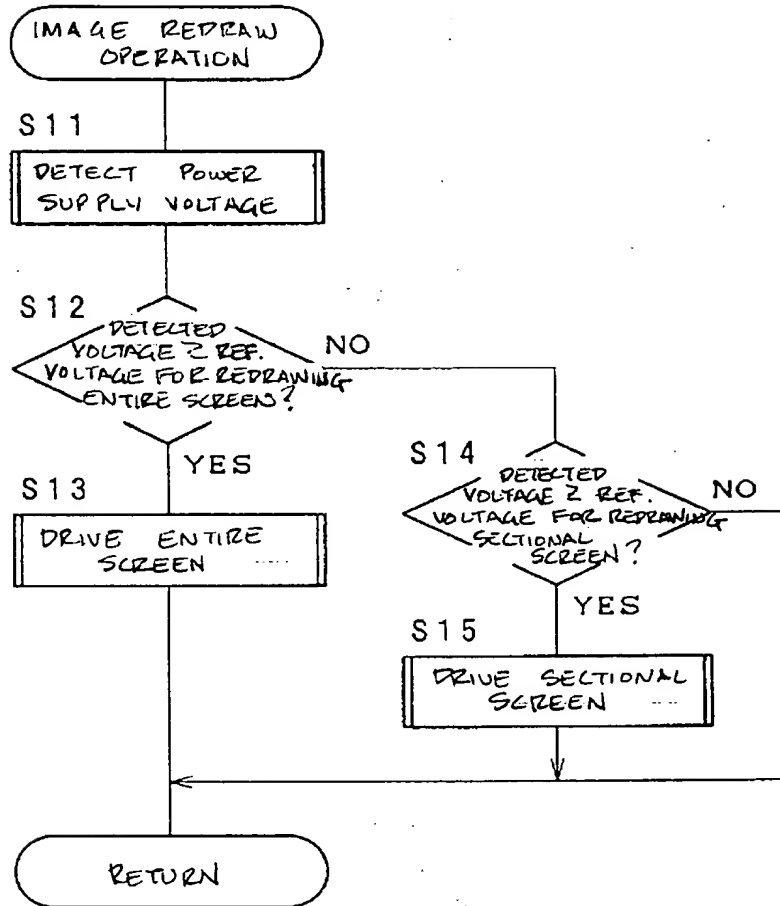 IMAGE REDRAW
OPERATION
S11
DETECT POWER
SUPPLY VOLTAGE
S12
DETECTED
VOLTAGE ≥ REF.
VOLTAGE FOR REDRAWING
ENTIRE SCREEN?
NO
YES
S13
DRIVE ENTIRE
SCREEN
S14
DETECTED
VOLTAGE ≥ REF.
VOLTAGE FOR REDRAWING
SECTIONAL
SCREEN?
NO
YES
S15
DRIVE SECTIONAL
SCREEN
RETURN